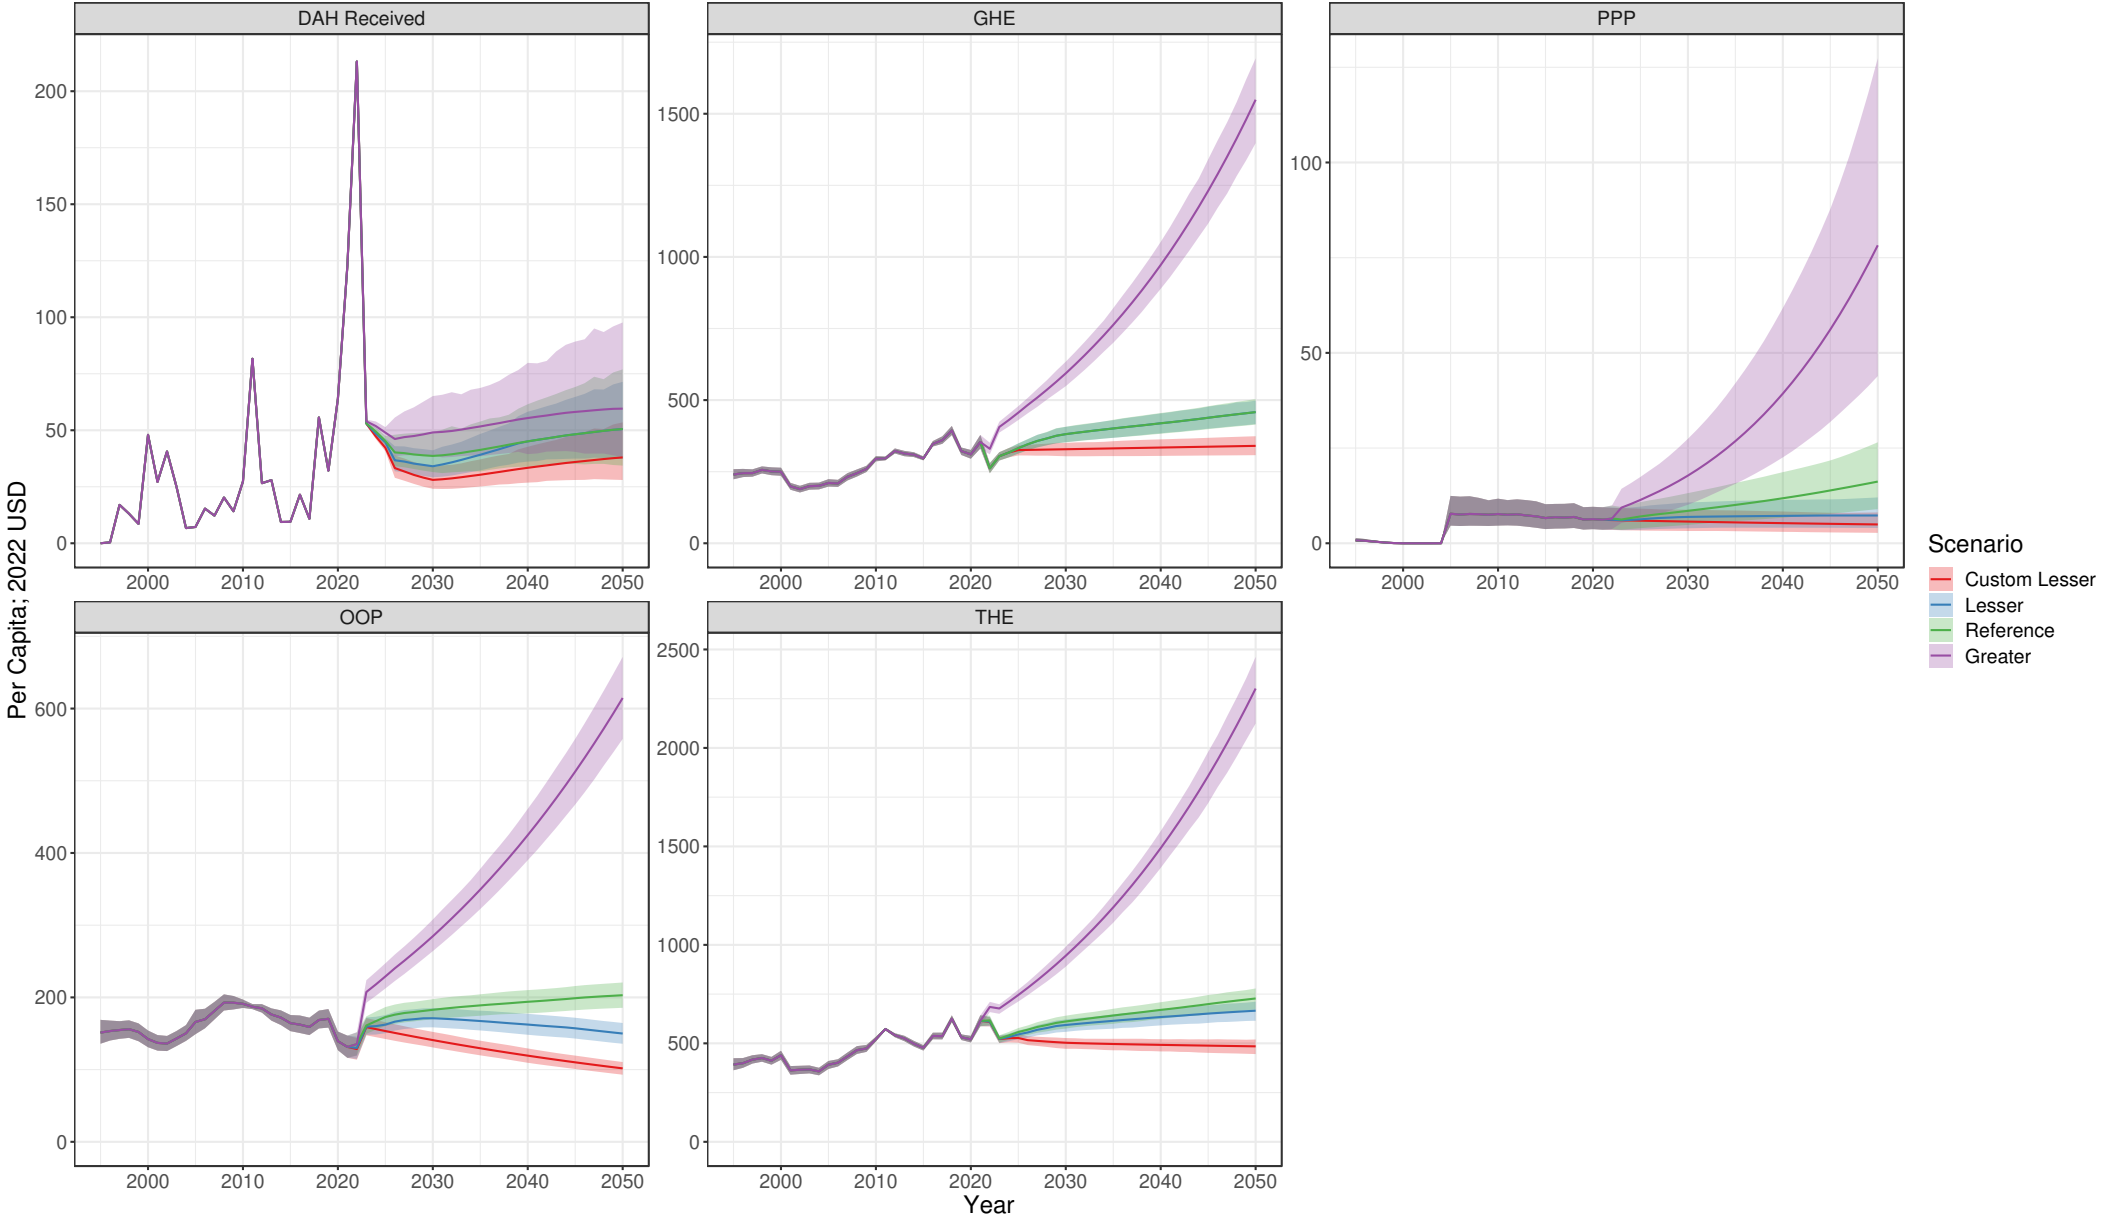 DAH Received
GHE
PPP
200
150
100
50
0
1500
1000
500
0
100
50
0
2000 2010 2020 2030 2040 2050
2000 2010 2020 2030 2040 2050
2000 2010 2020 2030 2040 2050
OOP
THE
600
400
200
0
2500
2000
1500
1000
500
0
2000 2010 2020 2030 2040 2050
2000 2010 2020 2030 2040 2050
Per Capita; 2022 USD
Year
Scenario
Custom Lesser
Lesser
Reference
Greater